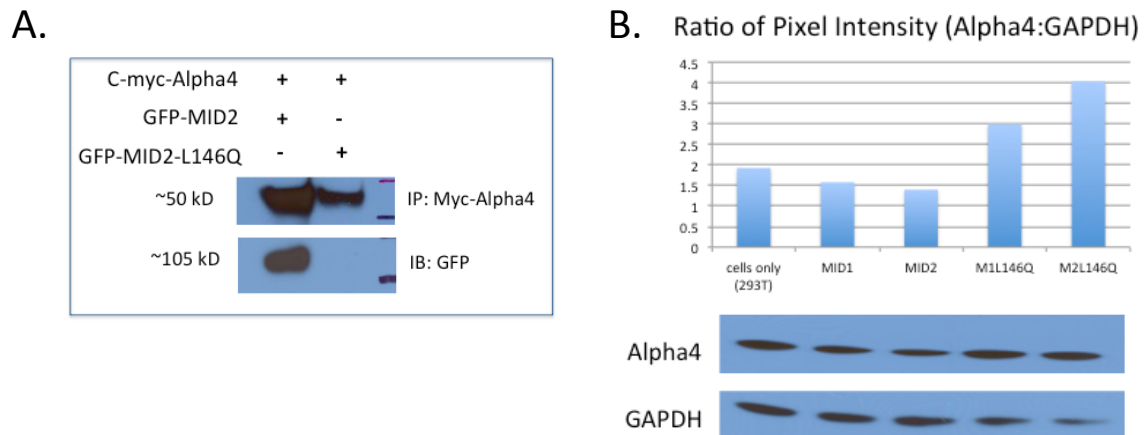 A.
C-myc-Alpha4 + +
GFP-MID2 + -
GFP-MID2-L146Q - +
~50 kD IP: Myc-Alpha4
~105 kD IB: GFP
B. Ratio of Pixel Intensity (Alpha4:GAPDH)
4.5
4
3.5
3
2.5
2
1.5
1
0.5
0
cells only MID1 MID2 M1L146Q M2L146Q
(293T)
Alpha4
GAPDH